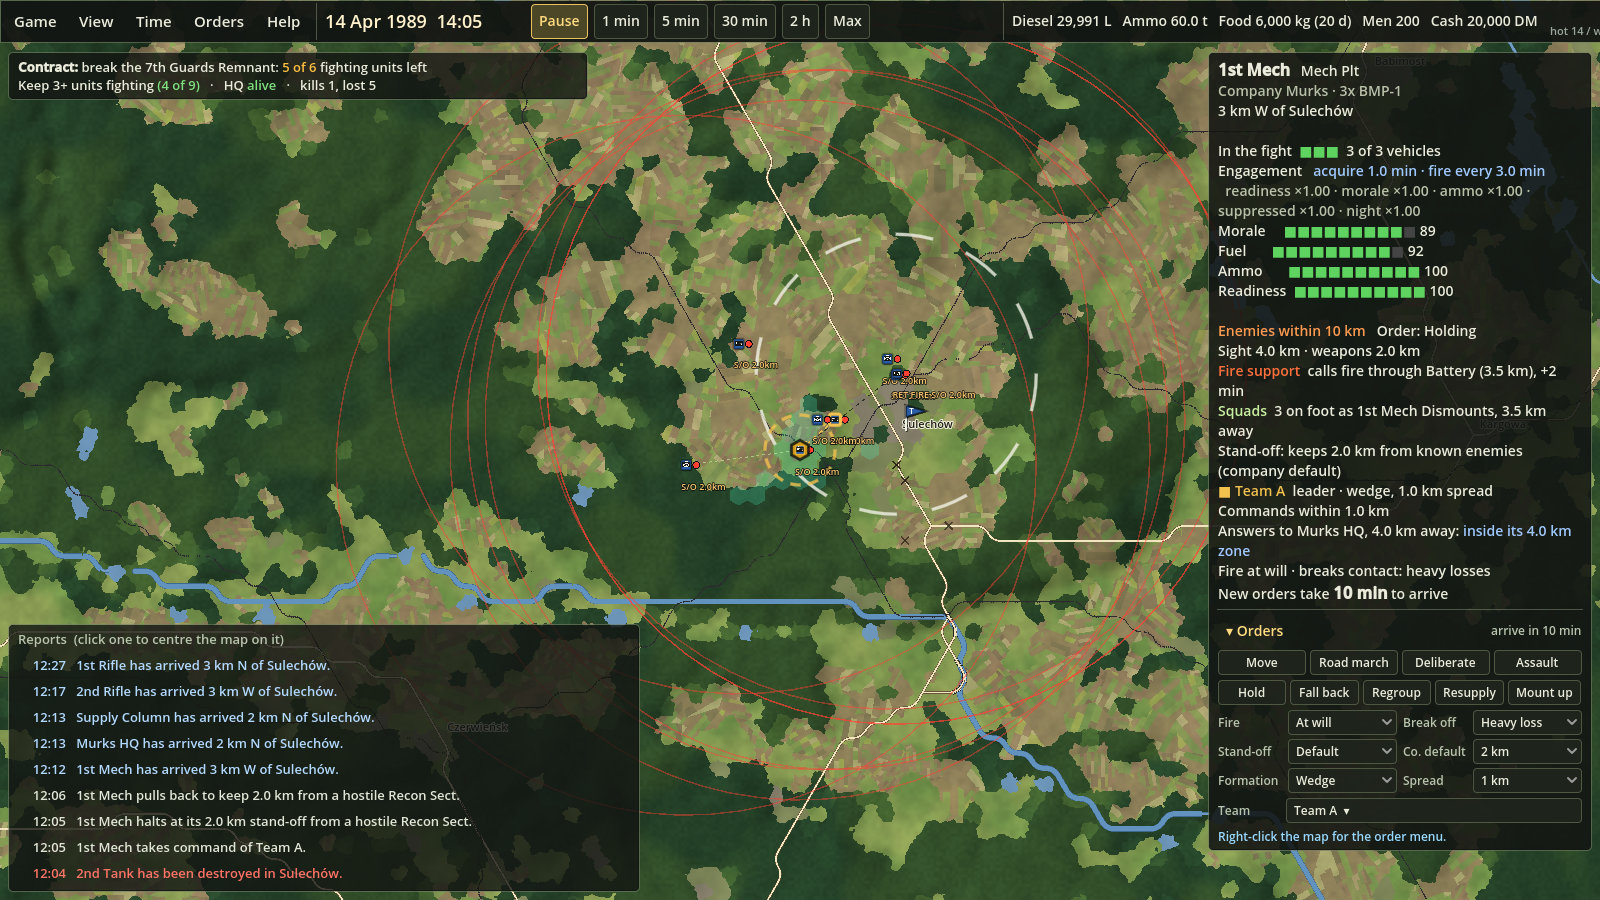 Game View Time Orders Help 14 Apr 1989 14:05 Pause 1 min 5 min 30 min 2 h Max Diesel 29,991 L Ammo 60.0 t Food 6,000 kg (20 d) Men 200 Cash 20,000 DM
hot 14 /
Contract: break the 7th Guards Remnant: 5 of 6 fighting units left
Keep 3+ units fighting (4 of 9) · HQ alive · kills 1, lost 5
1st Mech Mech Plt
Company Murks · 3x BMP-1
3 km W of Sulechów
In the fight 3 of 3 vehicles
Engagement acquire 1.0 min · fire every 3.0 min
readiness ×1.00 · morale ×1.00 · ammo ×1.00 ·
suppressed ×1.00 · night ×1.00
Morale 89
Fuel 92
Ammo 100
Readiness 100
Enemies within 10 km Order: Holding
Sight 4.0 km · weapons 2.0 km
Fire support calls fire through Battery (3.5 km), +2
min
Squads 3 on foot as 1st Mech Dismounts, 3.5 km
away
Stand-off: keeps 2.0 km from known enemies
(company default)
Team A leader · wedge, 1.0 km spread
Commands within 1.0 km
Answers to Murks HQ, 4.0 km away: inside its 4.0 km
zone
Fire at will · breaks contact: heavy losses
New orders take 10 min to arrive
▾ Orders arrive in 10 min
Move Road march Deliberate Assault
Hold Fall back Regroup Resupply Mount up
Fire At will Break off Heavy loss
Stand-off Default Co. default 2 km
Formation Wedge Spread 1 km
Team Team A ▾
Right-click the map for the order menu.
S/O 2.0km
S/O 2.0km
RET FIRE S/O 2.0km
Sulechów
S/O 2.0km
S/O 2.0km
S/O 2.0km
Czerwieńsk
Reports (click one to centre the map on it)
12:27 1st Rifle has arrived 3 km N of Sulechów.
12:17 2nd Rifle has arrived 3 km W of Sulechów.
12:13 Supply Column has arrived 2 km N of Sulechów.
12:13 Murks HQ has arrived 2 km N of Sulechów.
12:12 1st Mech has arrived 3 km W of Sulechów.
12:06 1st Mech pulls back to keep 2.0 km from a hostile Recon Sect.
12:05 1st Mech halts at its 2.0 km stand-off from a hostile Recon Sect.
12:05 1st Mech takes command of Team A.
12:04 2nd Tank has been destroyed in Sulechów.